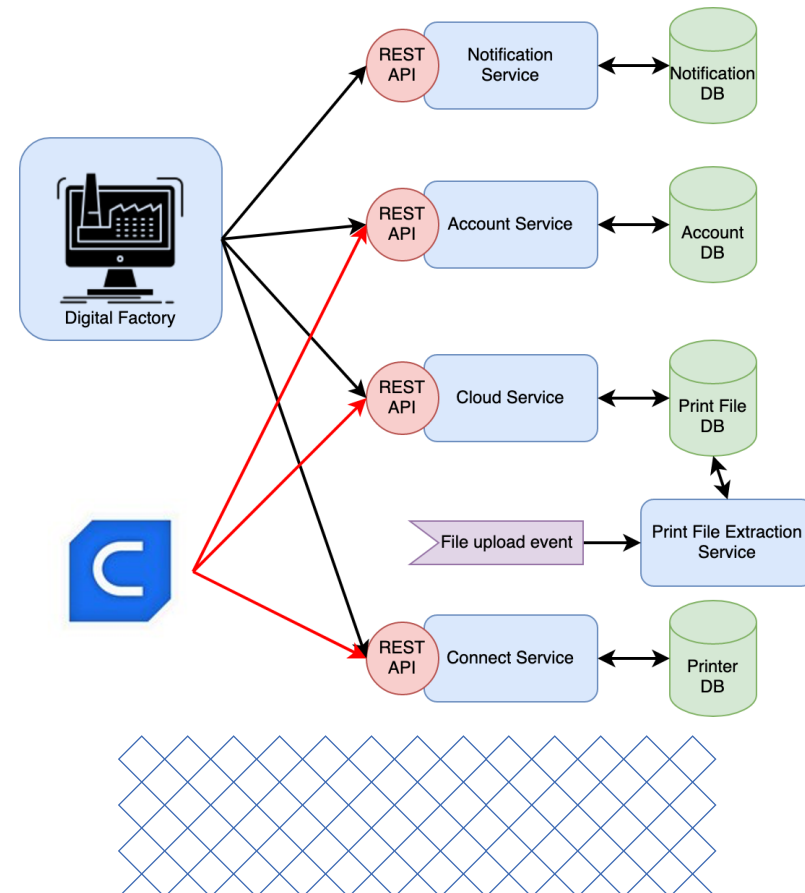 REST
API
Notification
Service
Notification
DB
REST
API
Account Service
Account
DB
Digital Factory
REST
API
Cloud Service
Print File
DB
File upload event
Print File Extraction
Service
REST
API
Connect Service
Printer
DB